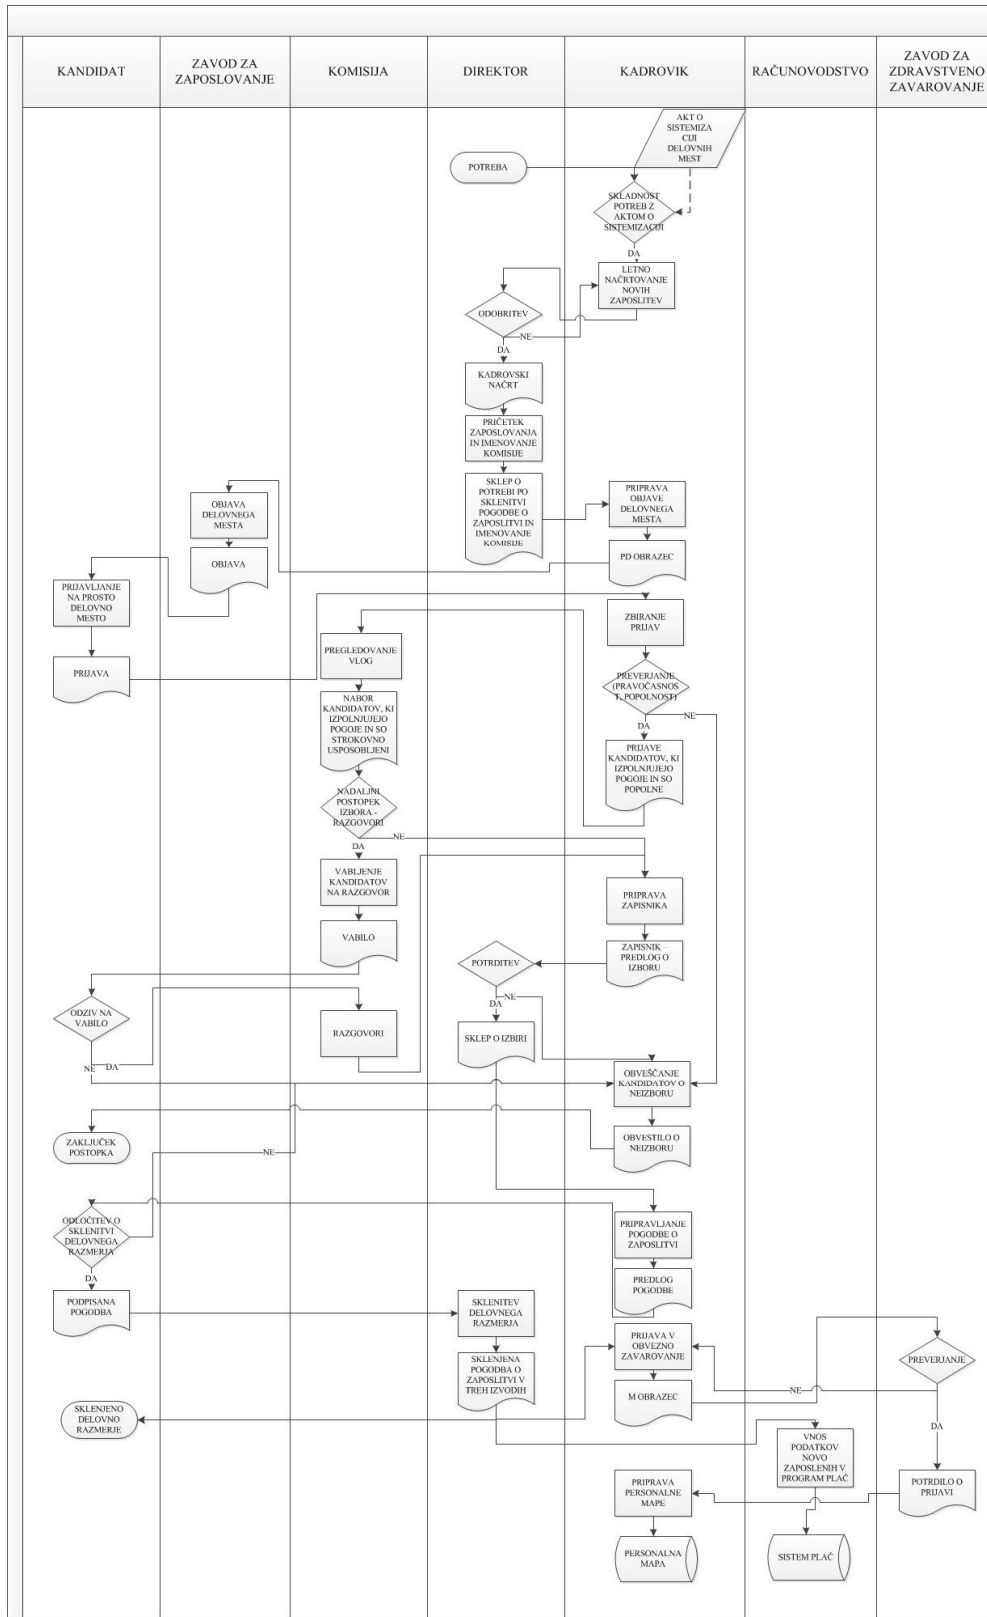 KANDIDAT
ZAVOD ZA
ZAPOSLOVANJE
KOMISIJA
DIREKTOR
KADROVIK
RAČUNOVODSTVO
ZAVOD ZA
ZDRAVSTVENO
ZAVAROVANJE
AKT O
SISTEMIZA
CIJI
DELOVNIH
MEST
POTREBA
SKLADNOST
POTREB Z
AKTOM O
SISTEMIZACIJI
DA
LETNO
NAČRTOVANJE
NOVIH
ZAPOSLITEV
ODOBRITEV
NE
DA
KADROVSKI
NAČRT
PRIČETEK
ZAPOSLOVANJA
IN IMENOVANJE
KOMISIJE
SKLEP O
POTREBI PO
SKLENITVI
POGODBE O
ZAPOSLITVI IN
IMENOVANJE
KOMISIJE
PRIPRAVA
OBJAVE
DELOVNEGA
MESTA
PD OBRAZEC
OBJAVA
DELOVNEGA
MESTA
OBJAVA
PRIJAVLJANJE
NA PROSTO
DELOVNO
MESTO
PRIJAVA
ZBIRANJE
PRIJAV
PREVERJANJE
(PRAVOČASNOS
T, POPOLNOST)
NE
DA
PRIJAVE
KANDIDATOV, KI
IZPOLNJUJEJO
POGOJE IN SO
POPOLNE
PREGLEDOVANJE
VLOG
NABOR
KANDIDATOV, KI
IZPOLNJUJEJO
POGOJE IN SO
STROKOVNO
USPOSOBLJENI
NADALJNI
POSTOPEK
IZBORA -
RAZGOVORI
NE
DA
VABLJENJE
KANDIDATOV
NA RAZGOVOR
VABILO
PRIPRAVA
ZAPISNIKA
ZAPISNIK –
PREDLOG O
IZBORU
POTRDITEV
NE
DA
SKLEP O IZBIRI
ODZIV NA
VABILO
NE
DA
RAZGOVORI
OBVEŠČANJE
KANDIDATOV O
NEIZBORU
OBVESTILO O
NEIZBORU
ZAKLJUČEK
POSTOPKA
NE
ODLOČITEV O
SKLENITVI
DELOVNEGA
RAZMERJA
DA
PRIPRAVLJANJE
POGODBE O
ZAPOSLITVI
PREDLOG
POGODBE
PODPISANA
POGODBA
SKLENITEV
DELOVNEGA
RAZMERJA
SKLENJENA
POGODBA O
ZAPOSLITVI V
TREH IZVODIH
PRIJAVA V
OBVEZNO
ZAVAROVANJE
M OBRAZEC
PREVERJANJE
NE
DA
SKLENJENO
DELOVNO
RAZMERJE
VNOS
PODATKOV
NOVO
ZAPOSLENIH V
PROGRAM PLAČ
POTRDILO O
PRIJAVI
PRIPRAVA
PERSONALNE
MAPE
PERSONALNA
MAPA
SISTEM PLAČ